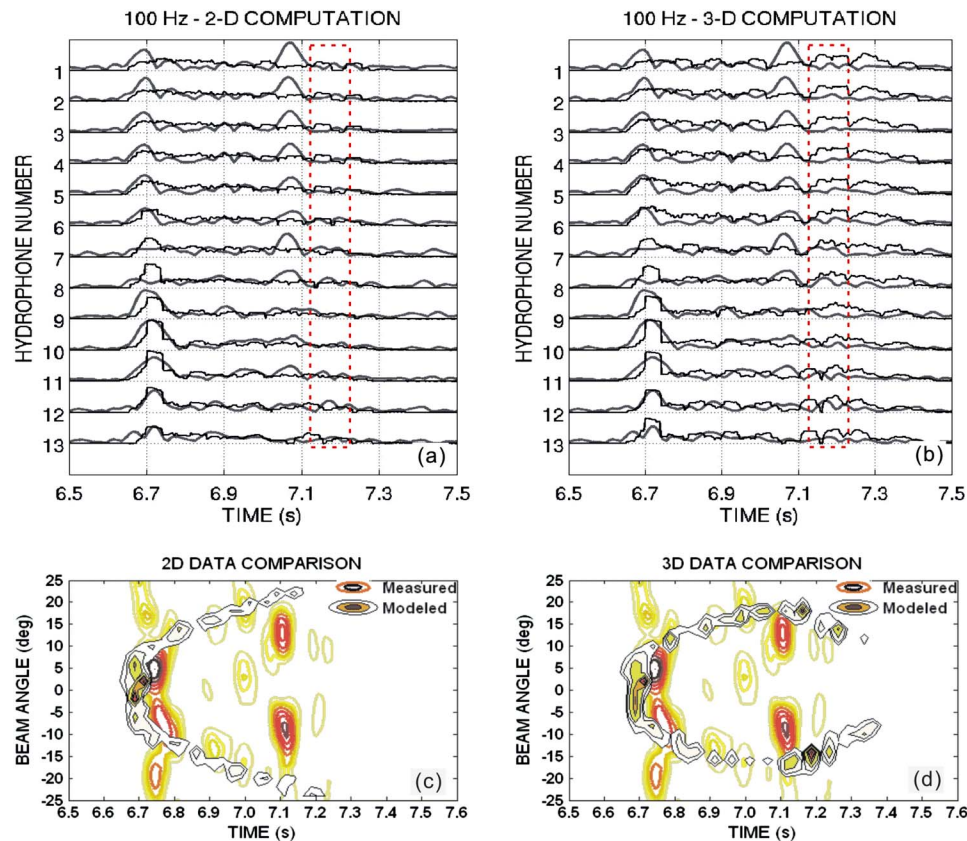 100 Hz - 2-D COMPUTATION
HYDROPHONE NUMBER
1
2
3
4
5
6
7
8
9
10
11
12
13
(a)
6.5 6.7 6.9 7.1 7.3 7.5
TIME (s)
100 Hz - 3-D COMPUTATION
HYDROPHONE NUMBER
1
2
3
4
5
6
7
8
9
10
11
12
13
(b)
6.5 6.7 6.9 7.1 7.3 7.5
TIME (s)
2D DATA COMPARISON
Measured
Modeled
BEAM ANGLE (deg)
25
20
15
10
5
0
-5
-10
-15
-20
-25
(c)
6.5 6.6 6.7 6.8 6.9 7.0 7.1 7.2 7.3 7.4 7.5 7.6
TIME (s)
3D DATA COMPARISON
Measured
Modeled
BEAM ANGLE (deg)
25
20
15
10
5
0
-5
-10
-15
-20
-25
(d)
6.5 6.6 6.7 6.8 6.9 7.0 7.1 7.2 7.3 7.4 7.5 7.6
TIME (s)